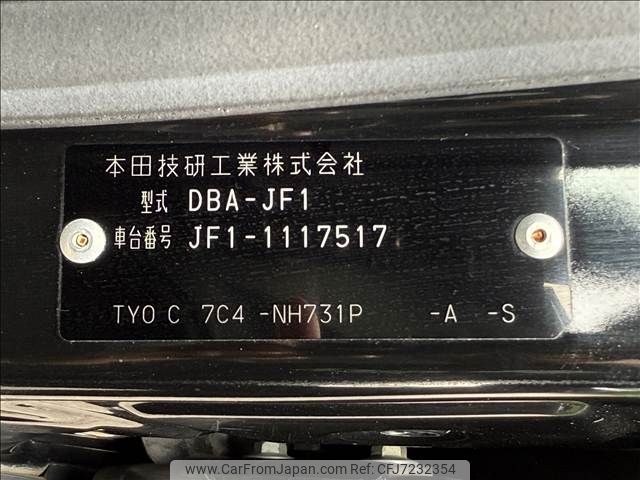 本田技研工業株式会社
型式 DBA-JF1
車台番号 JF1-1117517
TYO C 7C4 -NH731P -A -S
www.CarFromJapan.com | CFJ7232354